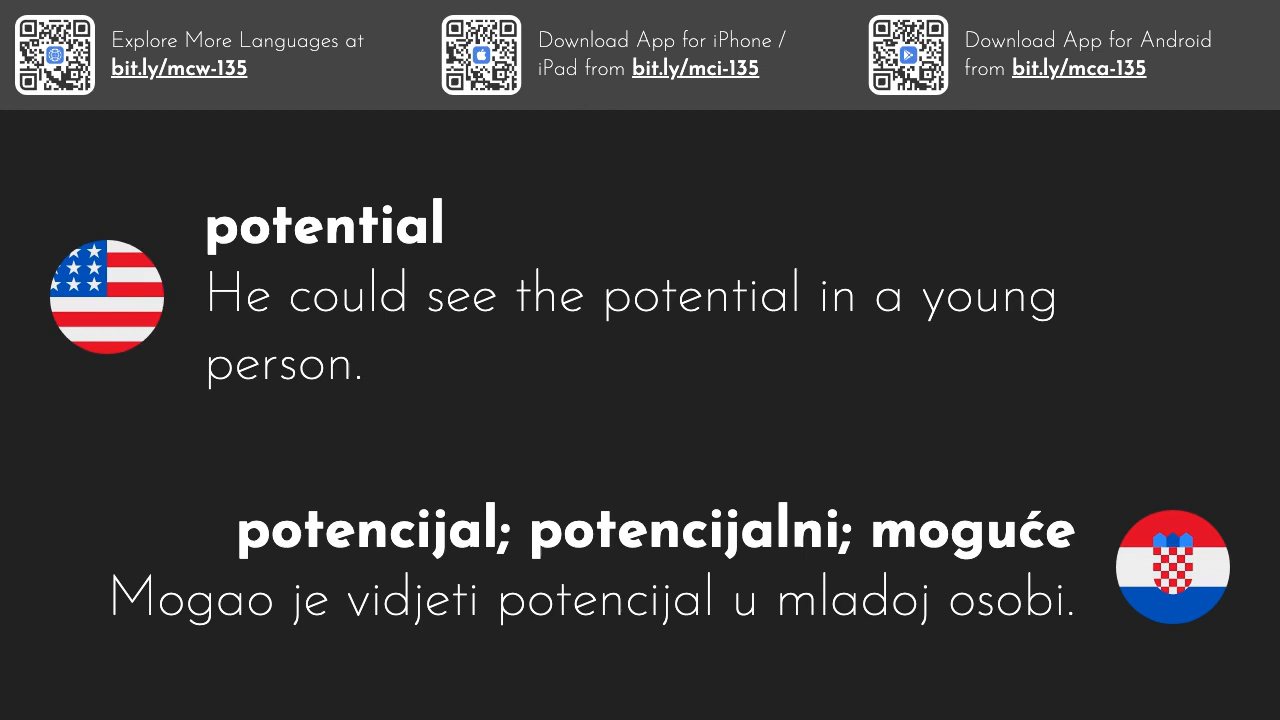 Explore More Languages at
bit.ly/mcw-135
Download App for iPhone /
iPad from bit.ly/mci-135
Download App for Android
from bit.ly/mca-135
potential
He could see the potential in a young
person.
potencijal; potencijalni; moguće
Mogao je vidjeti potencijal u mladoj osobi.